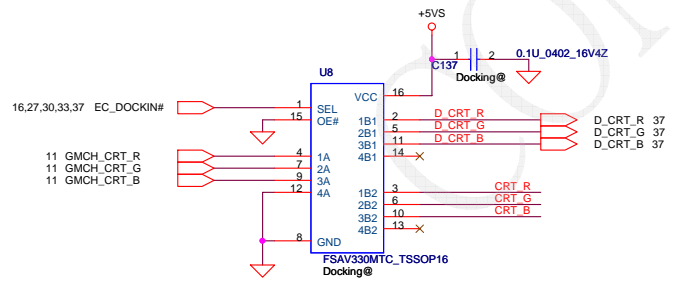 +5VS
1 2 0.1U_0402_16V4Z
C137
Docking@
U8
VCC 16
16,27,30,33,37 EC_DOCKIN# 1 SEL
15 OE#
1B1 2 D_CRT_R D_CRT_R 37
2B1 5 D_CRT_G D_CRT_G 37
3B1 11 D_CRT_B D_CRT_B 37
4B1 14
11 GMCH_CRT_R 4 1A
11 GMCH_CRT_G 7 2A
11 GMCH_CRT_B 9 3A
12 4A
1B2 3 CRT_R
2B2 6 CRT_G
3B2 10 CRT_B
4B2 13
8 GND
FSAV330MTC_TSSOP16
Docking@